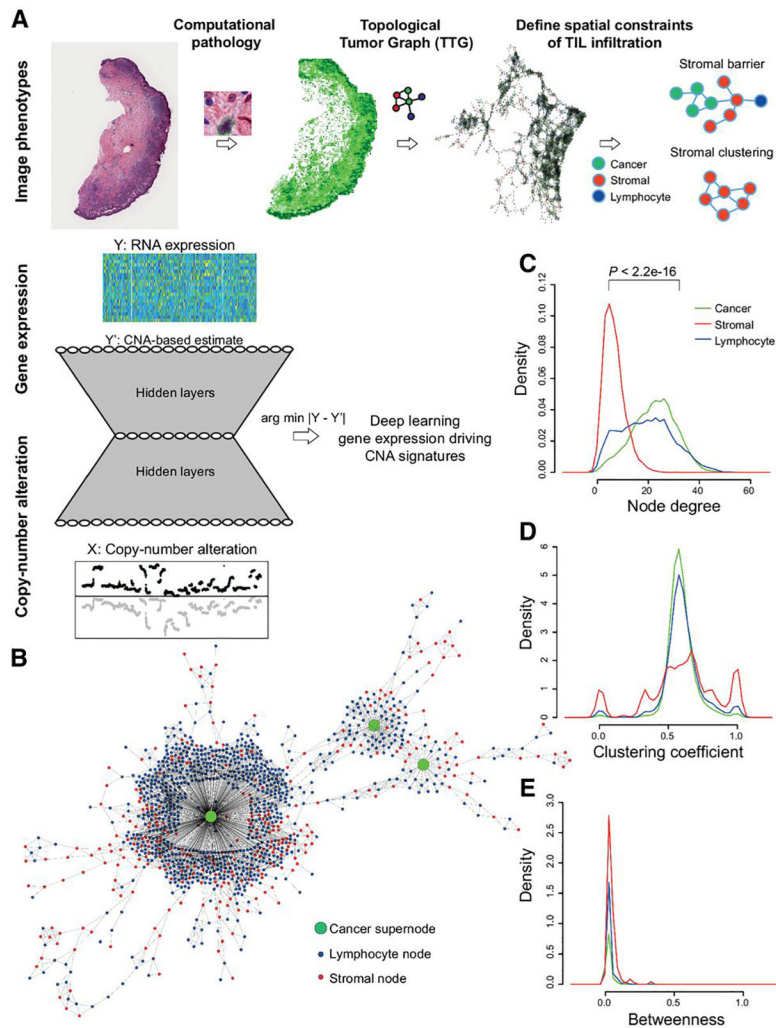 A
Computational
pathology
Topological
Tumor Graph (TTG)
Define spatial constraints
of TIL infiltration
Image phenotypes
Stromal barrier
Cancer
Stromal
Lymphocyte
Stromal clustering
Gene expression
Y: RNA expression
Y': CNA-based estimate
Hidden layers
arg min |Y - Y'|
Deep learning
gene expression driving
CNA signatures
Hidden layers
Copy-number alteration
X: Copy-number alteration
B
Cancer supernode
Lymphocyte node
Stromal node
C
P < 2.2e-16
Cancer
Stromal
Lymphocyte
Density
0.12
0.10
0.08
0.06
0.04
0.02
0.00
0
20
40
60
Node degree
D
Density
6
5
4
3
2
1
0
0.0
0.5
1.0
Clustering coefficient
E
Density
3.0
2.5
2.0
1.5
1.0
0.5
0.0
0.0
0.5
1.0
Betweenness